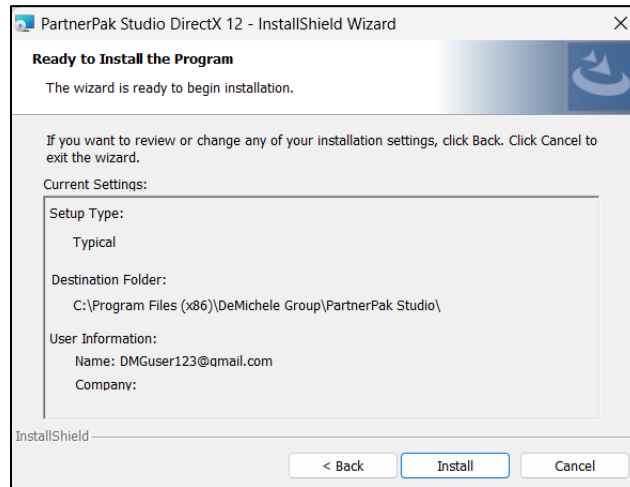 PartnerPak Studio DirectX 12 - InstallShield Wizard
Ready to Install the Program
The wizard is ready to begin installation.
If you want to review or change any of your installation settings, click Back. Click Cancel to
exit the wizard.
Current Settings:
Setup Type:
Typical
Destination Folder:
C:\Program Files (x86)\DeMichele Group\PartnerPak Studio\
User Information:
Name: DMGuser123@gmail.com
Company:
InstallShield
< Back
Install
Cancel